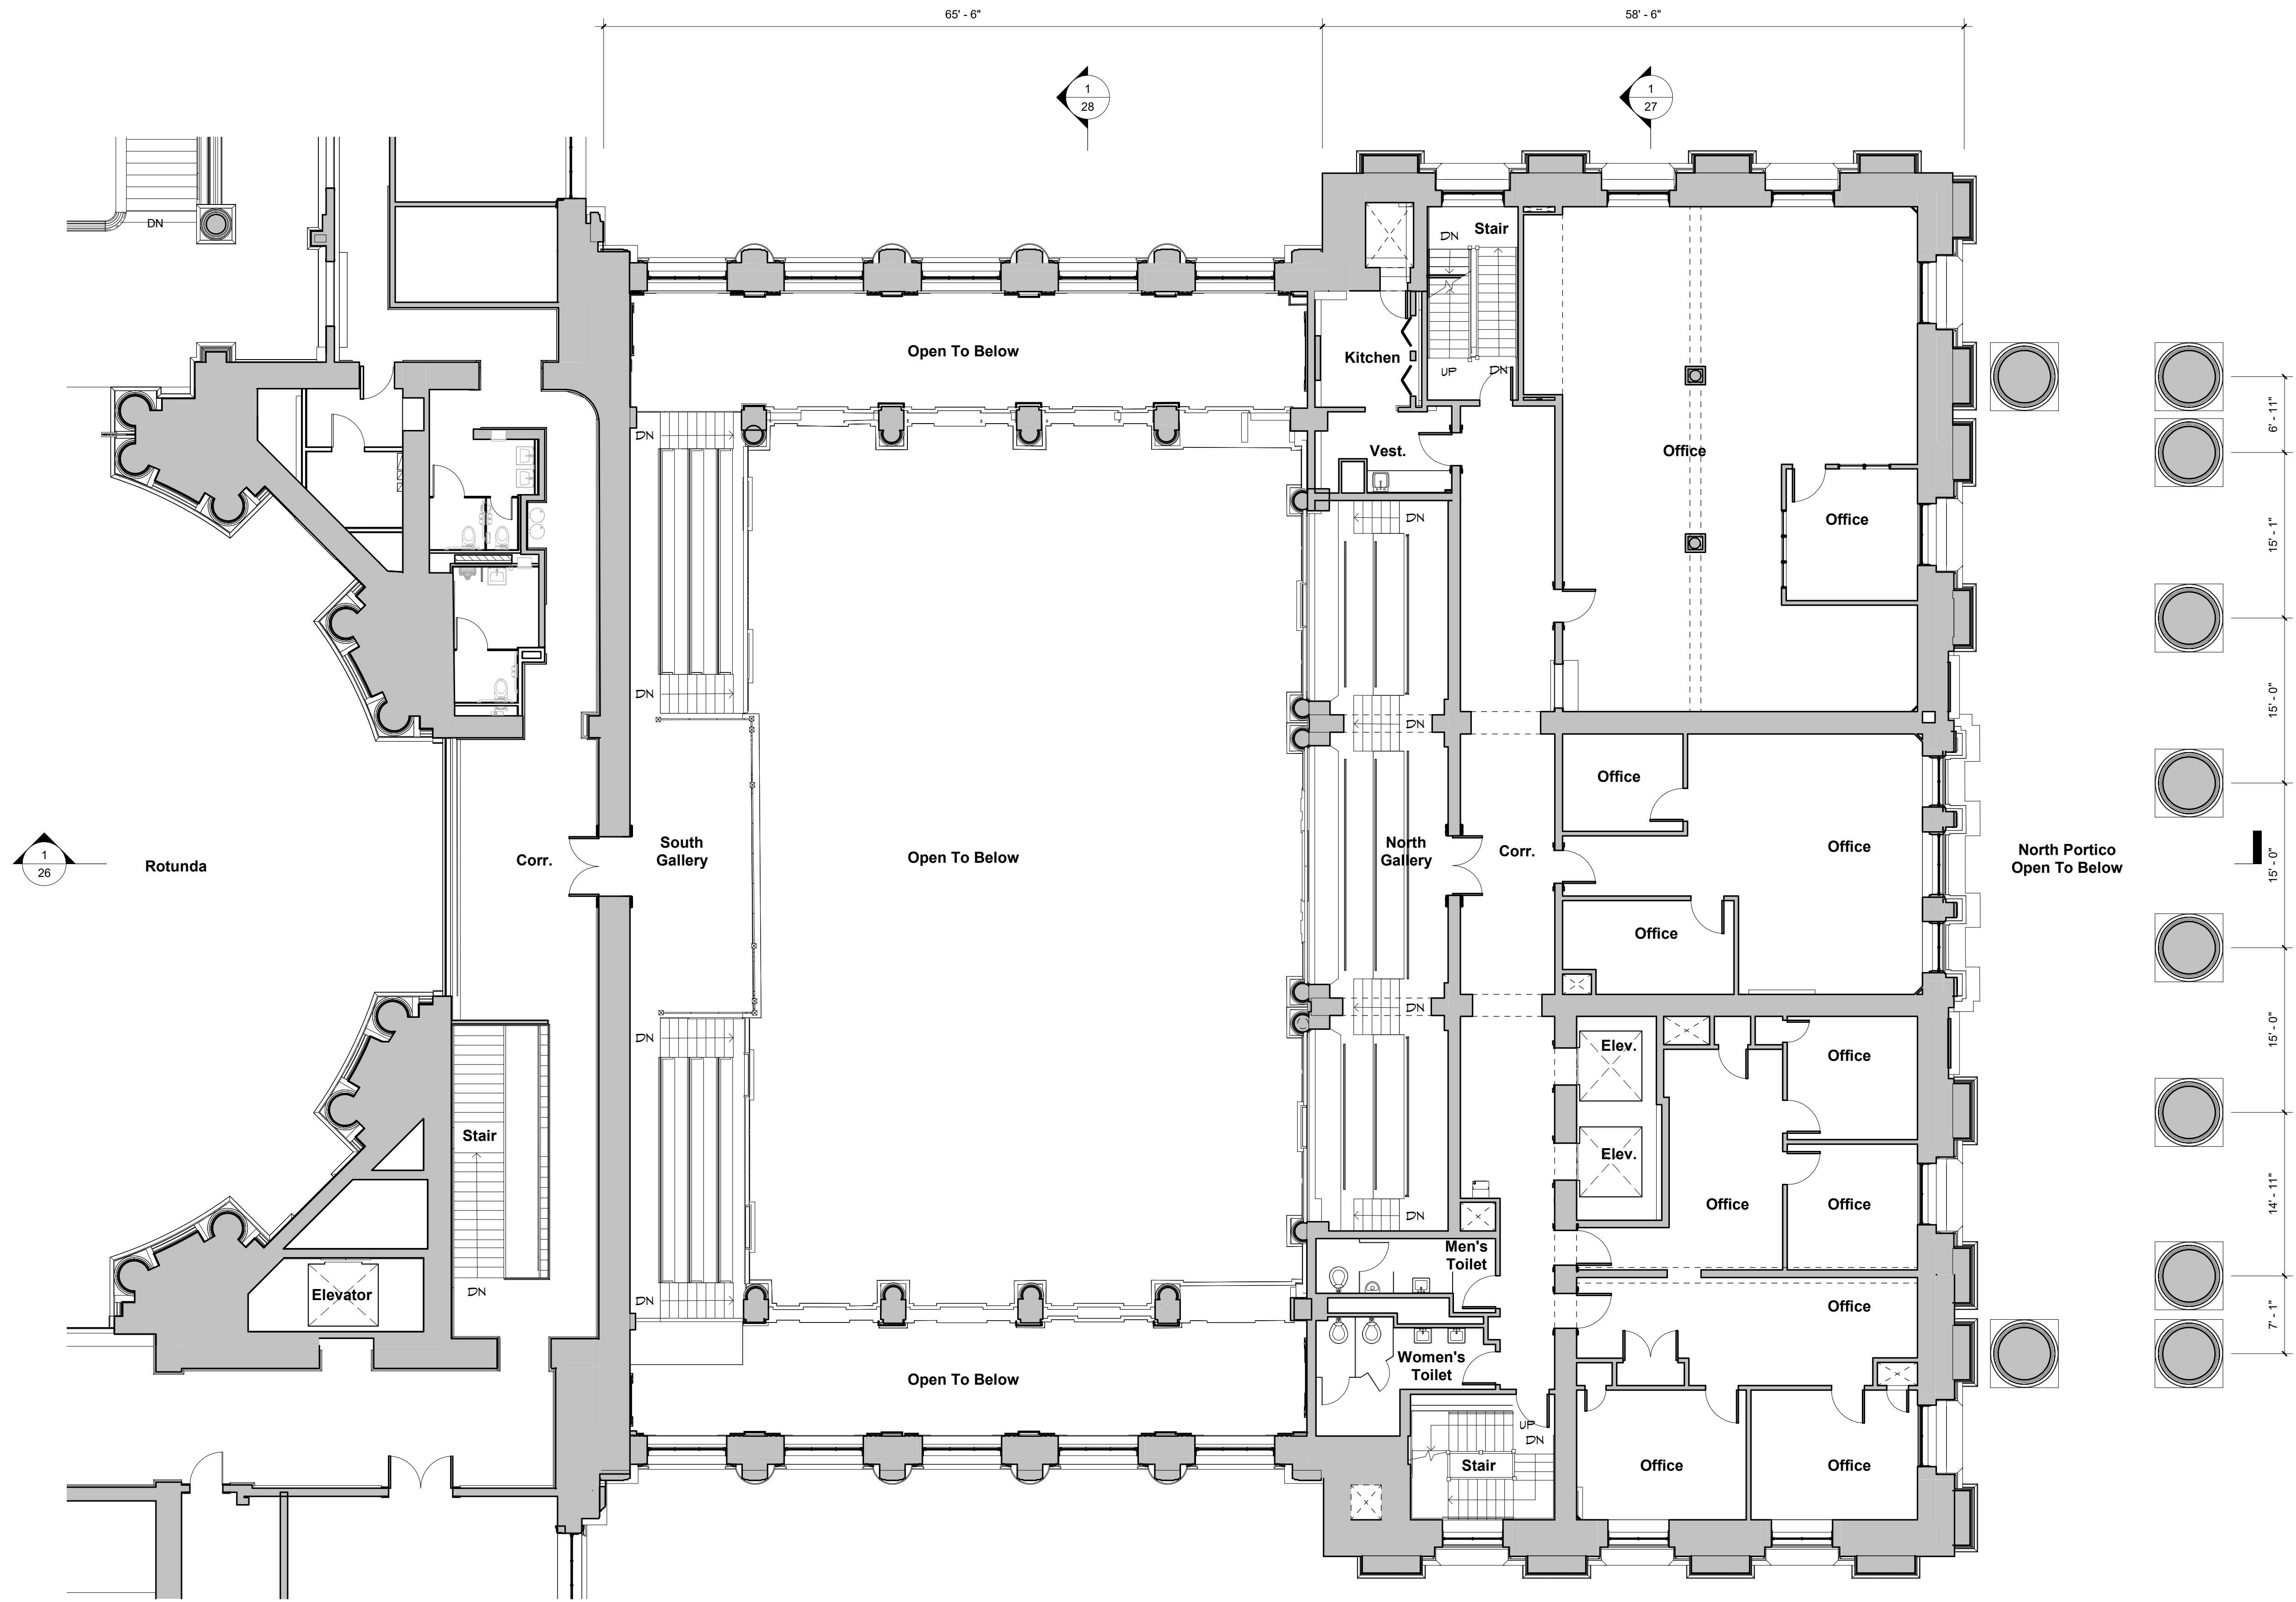 65' - 6"
58' - 6"
1
28
1
27
DN
Stair
DN
Open To Below
Kitchen
UP
DN
6' - 11"
DN
Vest.
Office
DN
Office
15' - 1"
DN
15' - 0"
DN
Office
South
Gallery
North
Gallery
Corr.
Corr.
Open To Below
Office
1
26
Rotunda
North Portico
Open To Below
15' - 0"
Office
DN
DN
Elev.
Office
15' - 0"
Stair
Elev.
Office
Office
14' - 11"
DN
Men's
Toilet
DN
Elevator
DN
Office
7' - 1"
Women's
Toilet
Open To Below
UP
DN
Stair
Office
Office